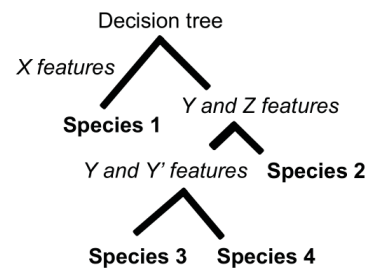 Decision tree
X features
Y and Z features
Species 1
Y and Y’ features
Species 2
Species 3
Species 4